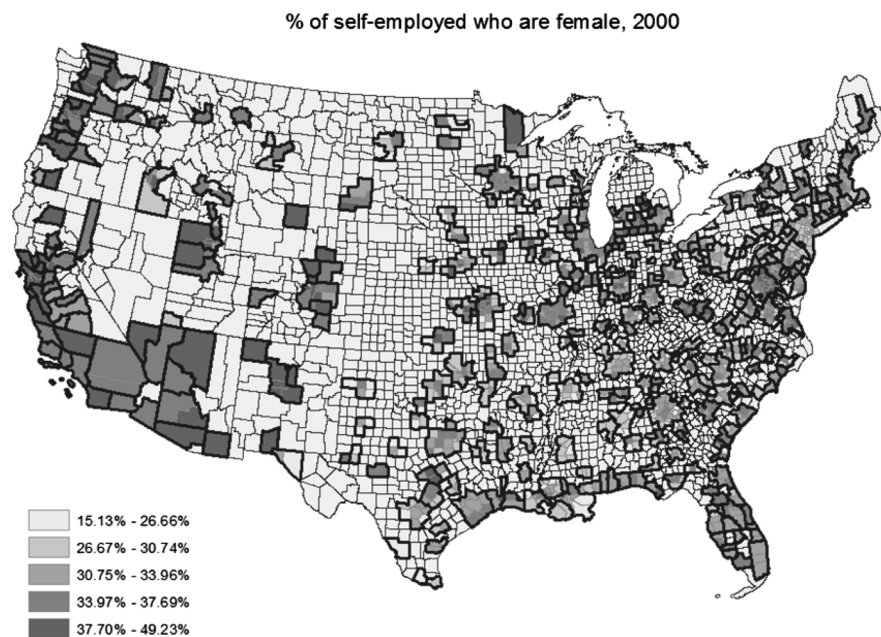 % of self-employed who are female, 2000
15.13% - 26.66%
26.67% - 30.74%
30.75% - 33.96%
33.97% - 37.69%
37.70% - 49.23%